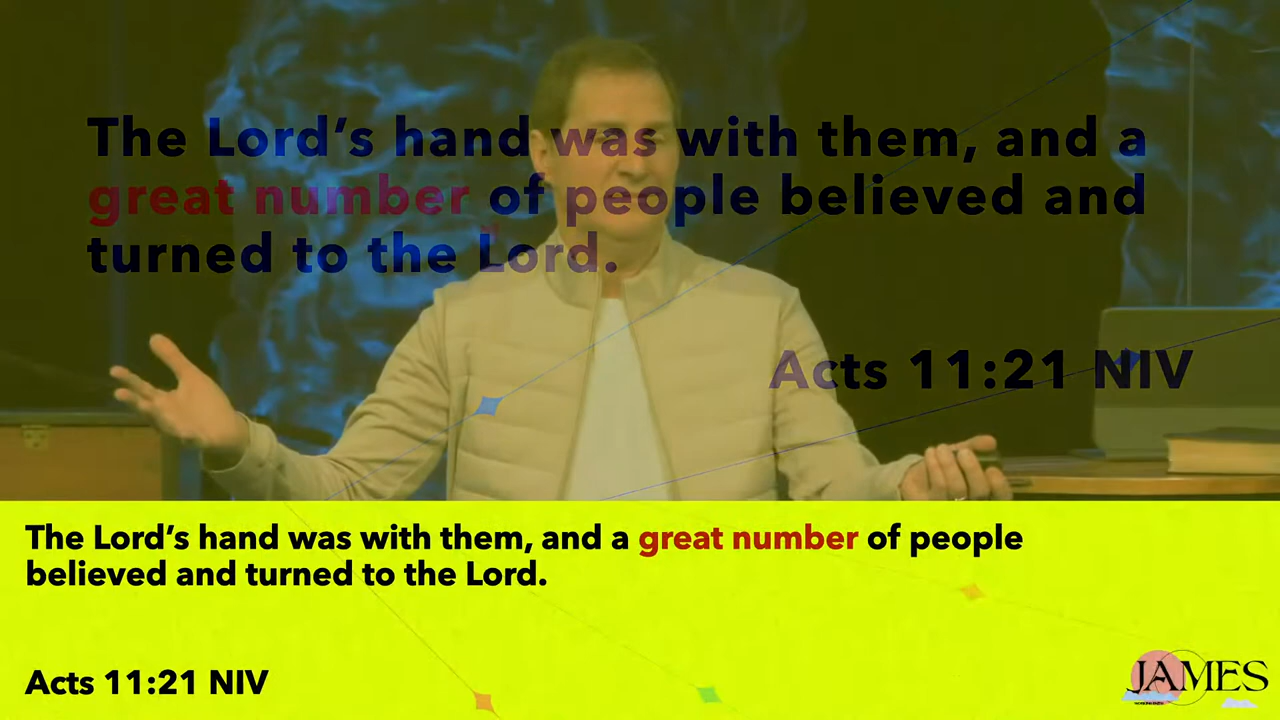 The Lord’s hand was with them, and a
great number of people believed and
turned to the Lord.
Acts 11:21 NIV
The Lord’s hand was with them, and a great number of people
believed and turned to the Lord.
Acts 11:21 NIV
JAMES